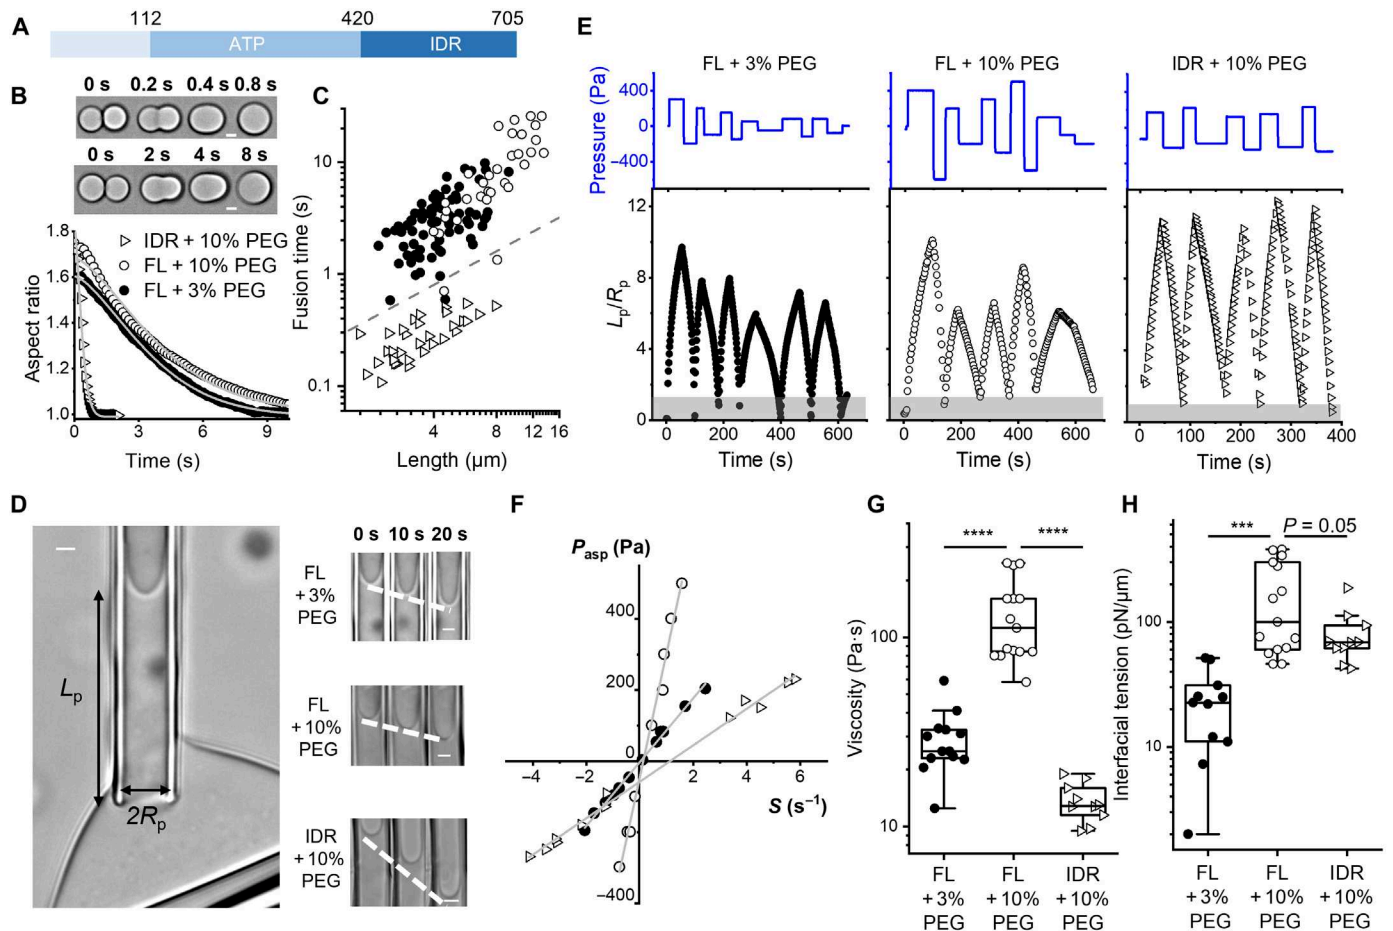 A
112
420
705
ATP
IDR
B
0 s
0.2 s
0.4 s
0.8 s
0 s
2 s
4 s
8 s
1.8
1.6
1.4
1.2
1.0
Aspect ratio
IDR + 10% PEG
FL + 10% PEG
FL + 3% PEG
0
3
6
9
Time (s)
C
Fusion time (s)
10
1
0.1
4
8
12
16
Length (µm)
E
FL + 3% PEG
FL + 10% PEG
IDR + 10% PEG
Pressure (Pa)
400
0
−400
Lp/Rp
12
8
4
0
0
200
400
600
Time (s)
0
200
400
600
Time (s)
0
100
200
300
400
Time (s)
D
Lp
2Rp
0 s
10 s
20 s
FL
+ 3%
PEG
FL
+ 10%
PEG
IDR
+ 10%
PEG
F
Pasp (Pa)
400
200
0
−400
−4
−2
2
4
6
S (s−1)
G
Viscosity (Pa·s)
100
10
****
****
FL
+ 3%
PEG
FL
+ 10%
PEG
IDR
+ 10%
PEG
H
Interfacial tension (pN/µm)
100
10
***
P = 0.05
FL
+ 3%
PEG
FL
+ 10%
PEG
IDR
+ 10%
PEG